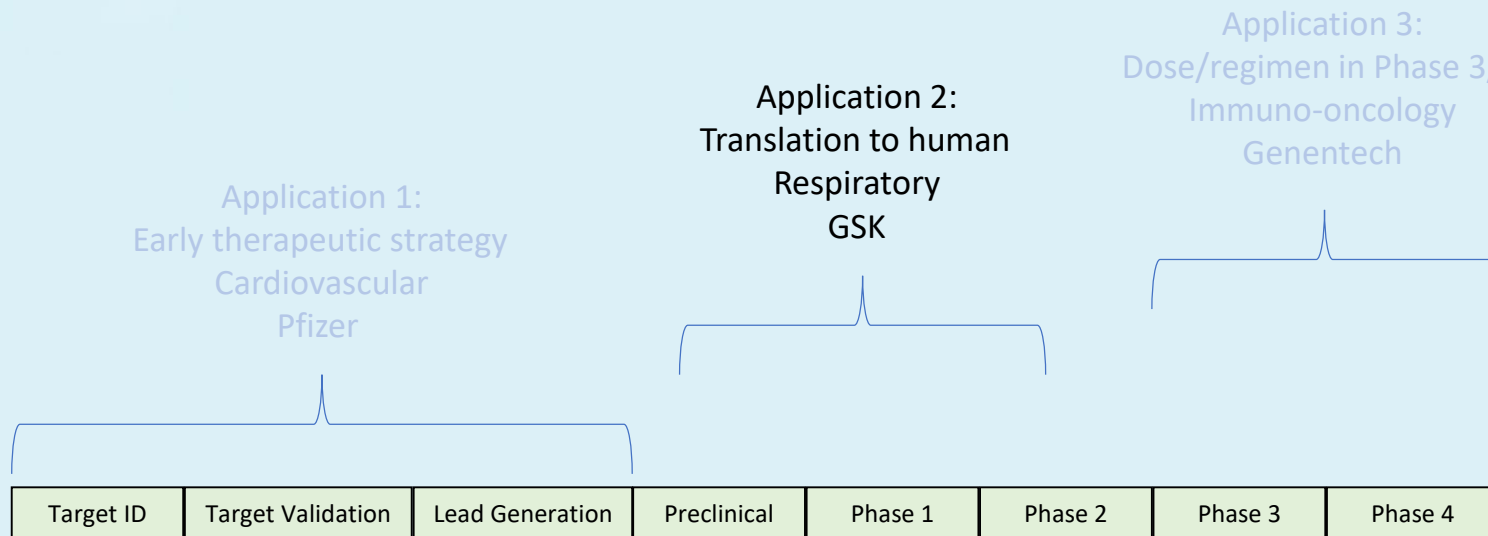 Application 1:
Early therapeutic strategy
Cardiovascular
Pfizer
Application 2:
Translation to human
Respiratory
GSK
Application 3:
Dose/regimen in Phase 3/
Immuno-oncology
Genentech
Target ID
Target Validation
Lead Generation
Preclinical
Phase 1
Phase 2
Phase 3
Phase 4